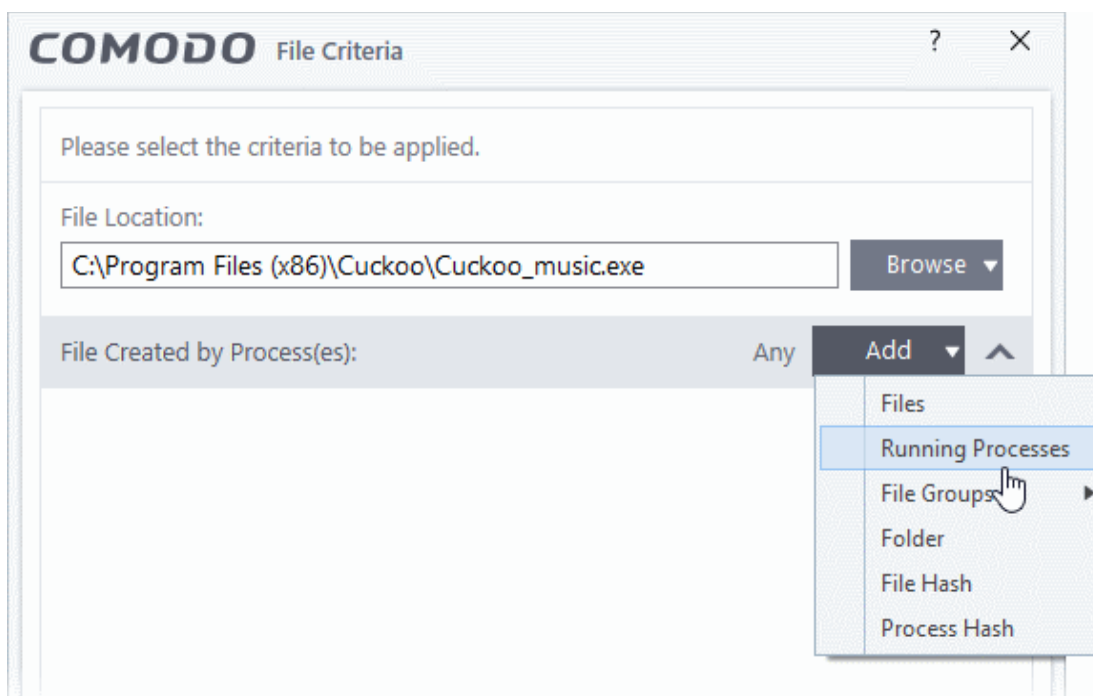 COMODO File Criteria ?
Please select the criteria to be applied.
File Location:
C:\Program Files (x86)\Cuckoo\Cuckoo_music.exe Browse
File Created by Process(es): Any Add
Files
Running Processes
File Groups
Folder
File Hash
Process Hash